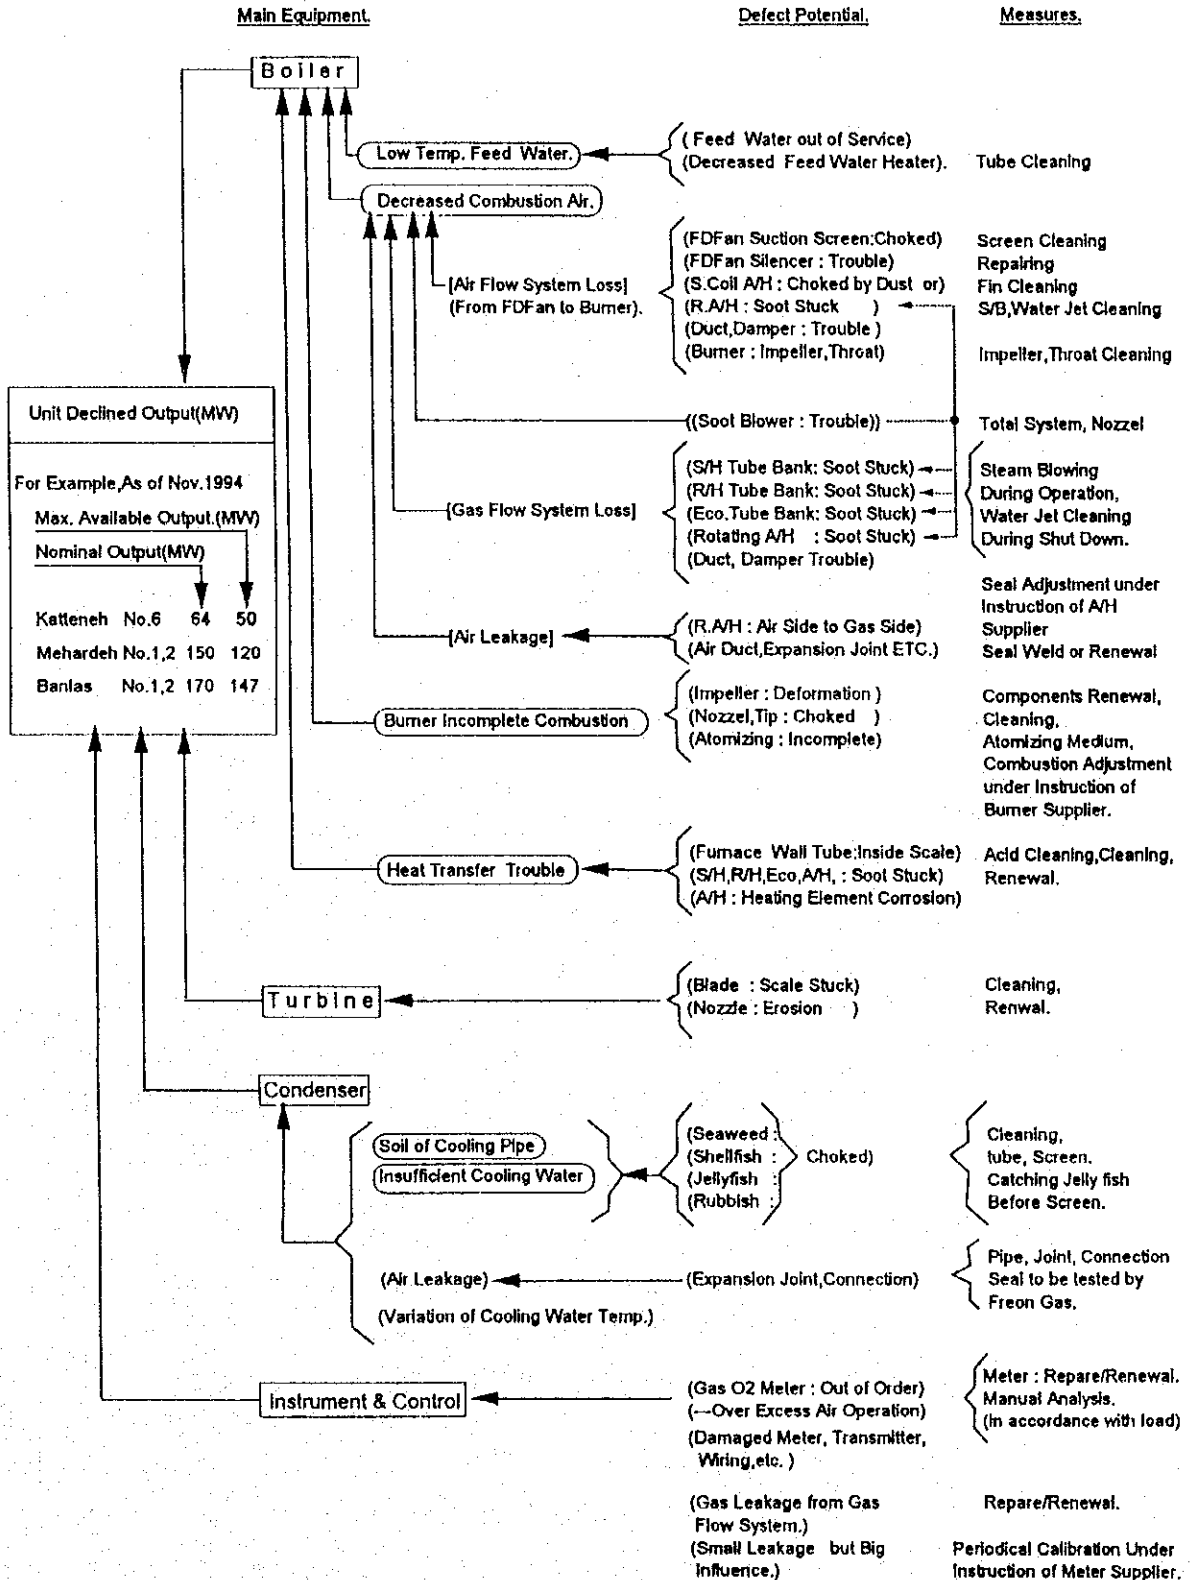 Main Equipment. Defect Potential. Measures.
Boiler
Low Temp. Feed Water.
(Feed Water out of Service)
(Decreased Feed Water Heater). Tube Cleaning
Decreased Combustion Air.
[Air Flow System Loss]
(From FDFan to Burner).
(FDFan Suction Screen:Choked) Screen Cleaning
(FDFan Silencer : Trouble) Repairing
(S.Coil A/H : Choked by Dust or) Fin Cleaning
(R.A/H : Soot Stuck ) S/B,Water Jet Cleaning
(Duct,Damper : Trouble )
(Burner : Impeller,Throat) Impeller,Throat Cleaning
Unit Declined Output(MW)
For Example,As of Nov.1994
Max. Available Output.(MW)
Nominal Output(MW)
Katteneh No.6 64 50
Mehardeh No.1,2 150 120
Banias No.1,2 170 147
((Soot Blower : Trouble)) Total System, Nozzel
[Gas Flow System Loss]
(S/H Tube Bank: Soot Stuck) Steam Blowing
(R/H Tube Bank: Soot Stuck) During Operation,
(Eco.Tube Bank: Soot Stuck) Water Jet Cleaning
(Rotating A/H : Soot Stuck) During Shut Down.
(Duct, Damper Trouble)
[Air Leakage]
(R.A/H : Air Side to Gas Side)
(Air Duct,Expansion Joint ETC.)
Seal Adjustment under
Instruction of A/H
Supplier
Seal Weld or Renewal
Burner Incomplete Combustion
(Impeller : Deformation )
(Nozzel,Tip : Choked )
(Atomizing : Incomplete)
Components Renewal,
Cleaning,
Atomizing Medium,
Combustion Adjustment
under Instruction of
Burner Supplier.
Heat Transfer Trouble
(Furnace Wall Tube:Inside Scale) Acid Cleaning,Cleaning,
(S/H,R/H,Eco,A/H, : Soot Stuck) Renewal.
(A/H : Heating Element Corrosion)
Turbine
(Blade : Scale Stuck) Cleaning,
(Nozzle : Erosion ) Renwal.
Condenser
Soil of Cooling Pipe
Insufficient Cooling Water
(Seaweed :
(Shellfish : Choked)
(Jellyfish :
(Rubbish :
Cleaning,
tube, Screen.
Catching Jelly fish
Before Screen.
(Air Leakage) (Expansion Joint,Connection)
Pipe, Joint, Connection
Seal to be tested by
Freon Gas.
(Variation of Cooling Water Temp.)
Instrument & Control
(Gas O2 Meter : Out of Order)
(---Over Excess Air Operation)
(Damaged Meter, Transmitter,
Wiring,etc. )
Meter : Repare/Renewal.
Manual Analysis.
(In accordance with load)
(Gas Leakage from Gas Repare/Renewal.
Flow System.)
(Small Leakage but Big Periodical Calibration Under
Influence.) Instruction of Meter Supplier.